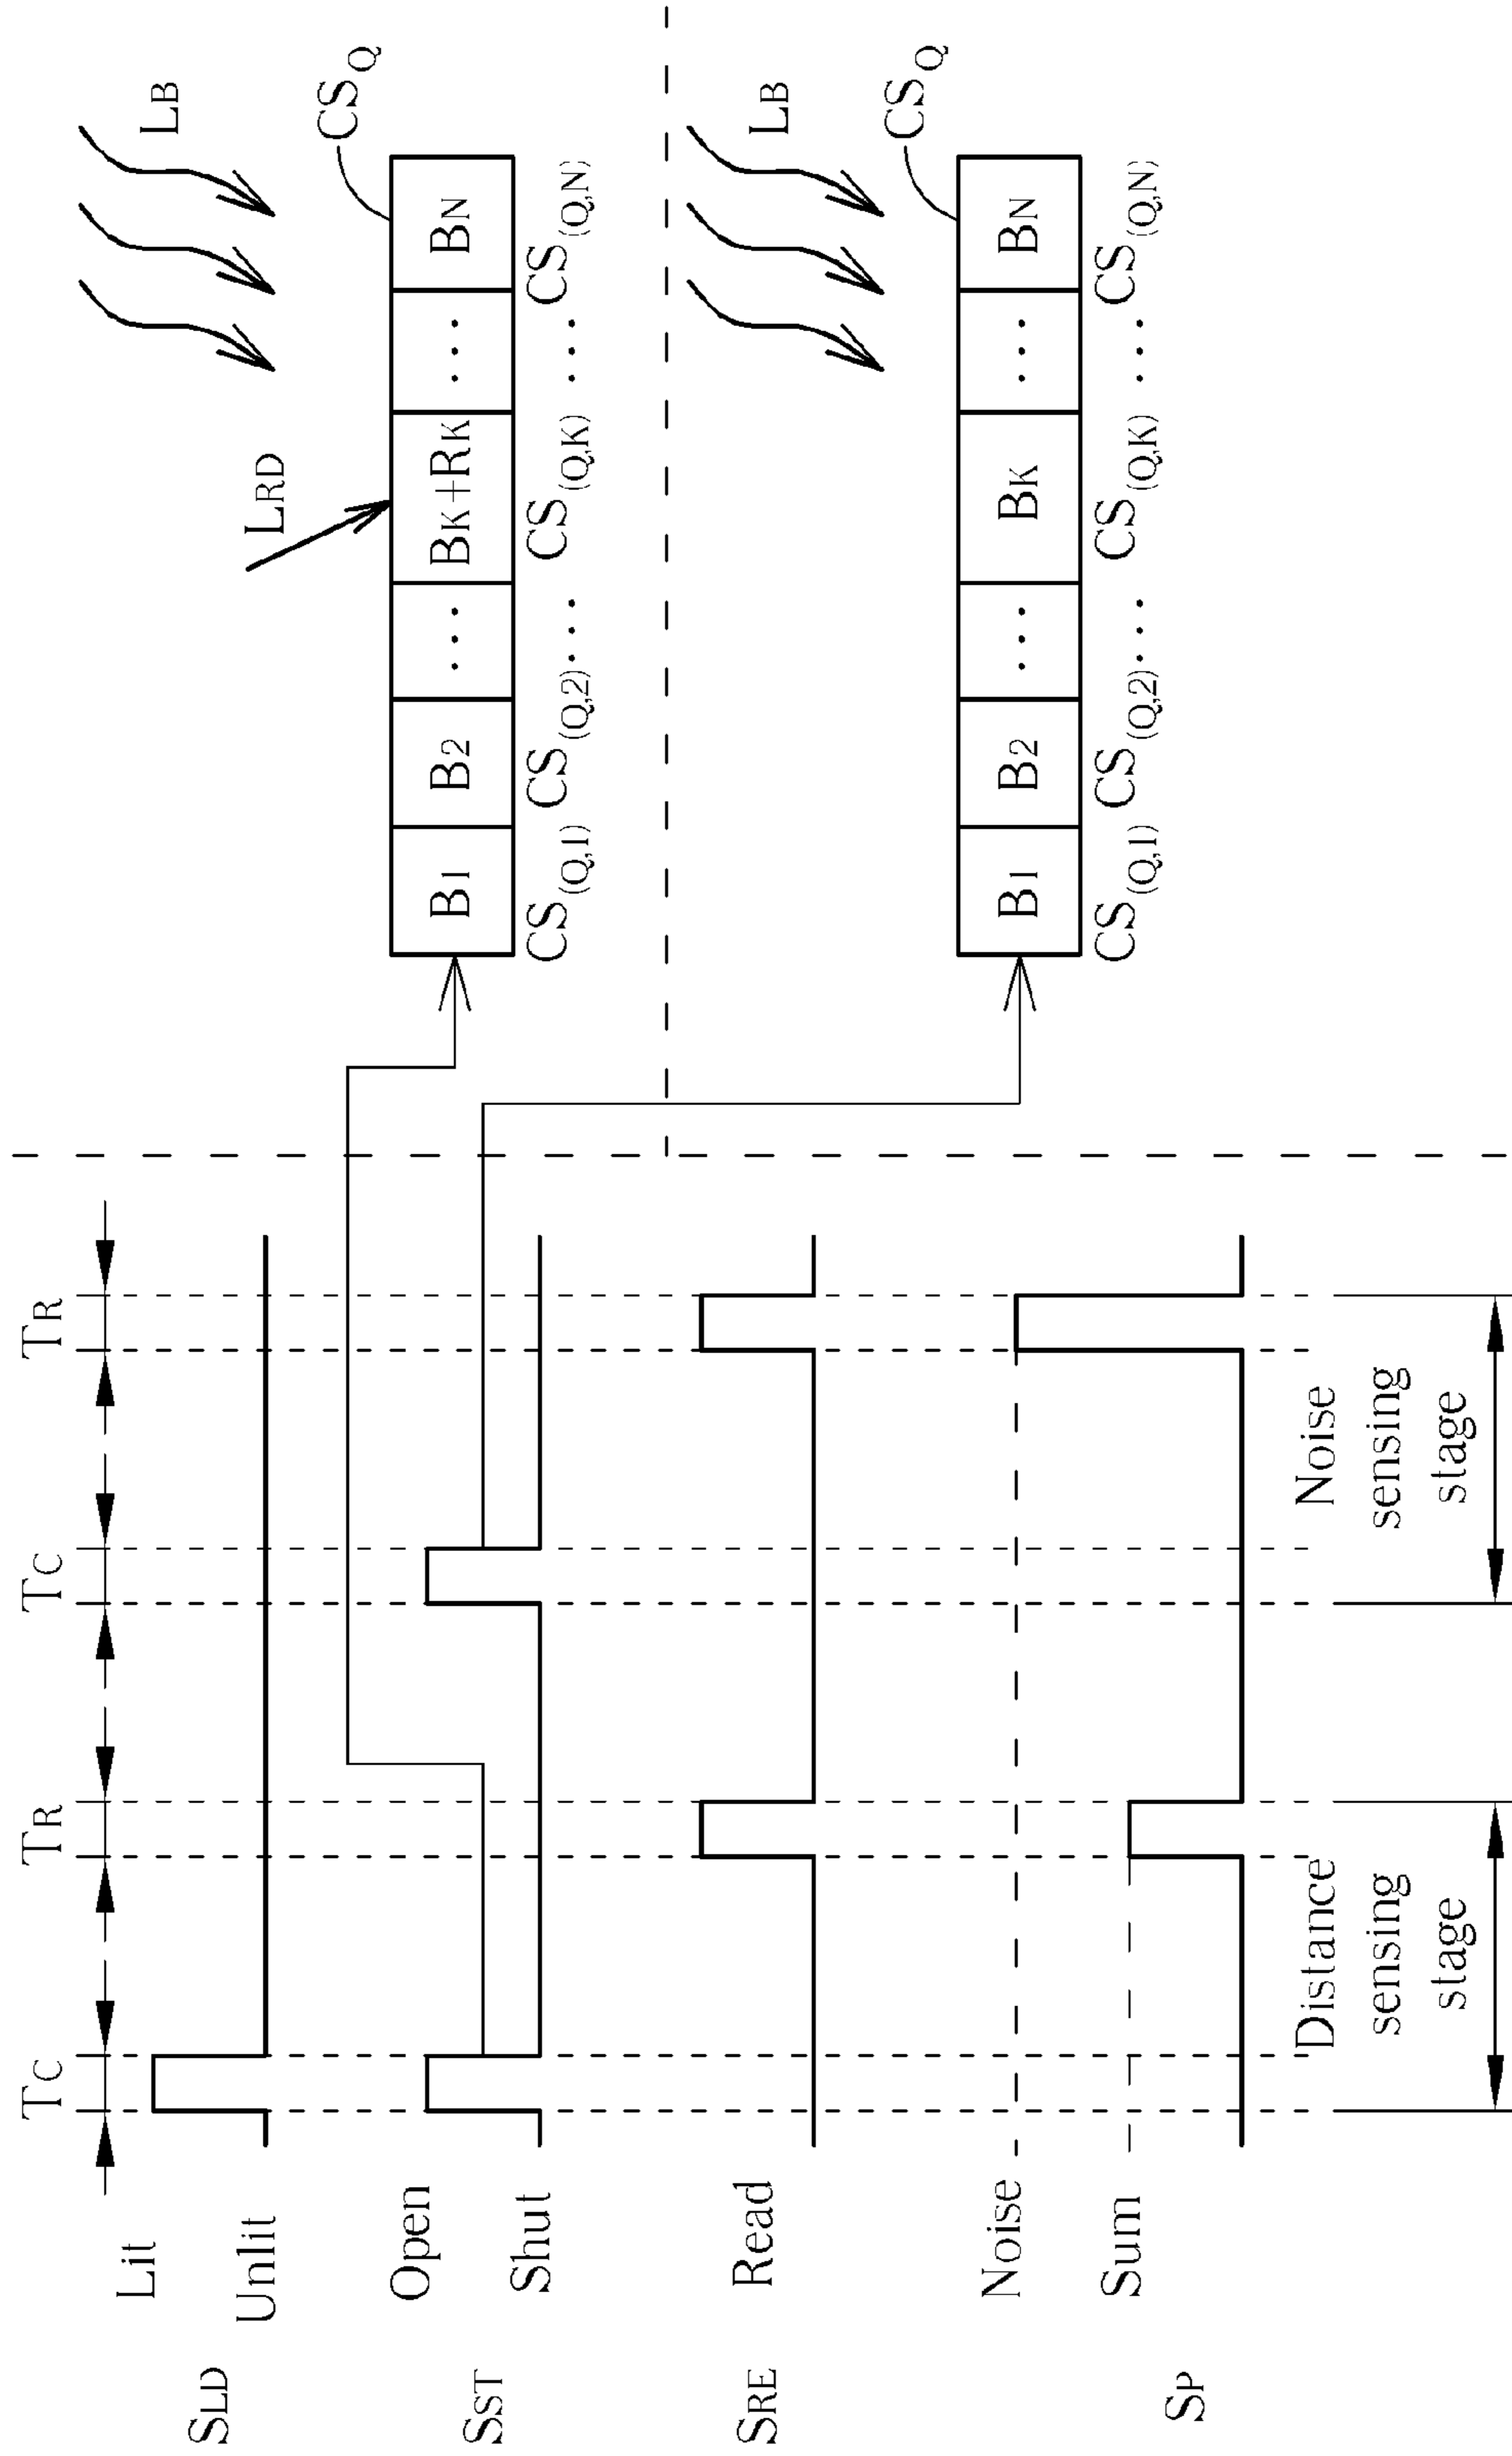 TC TR TC TR
SLD
Lit
Unlit
SST
Open
Shut
SRE
Read
SP
Noise
Sum
Distance
sensing
stage
Noise
sensing
stage
LRD
LB
CSQ
B1 B2 ... BK+RK ... BN
CS(Q,1) CS(Q,2) ... CS(Q,K) ... CS(Q,N)
LB
CSQ
B1 B2 ... BK ... BN
CS(Q,1) CS(Q,2) ... CS(Q,K) ... CS(Q,N)